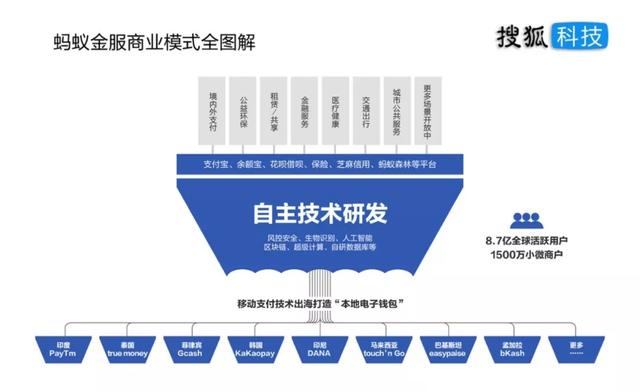 蚂蚁金服商业模式全图解
搜狐 科技
境内外支付
公益环保
租赁/共享
金融服务
医疗健康
交通出行
城市公共服务
更多场景开放中
支付宝、余额宝、花呗借呗、保险、芝麻信用、蚂蚁森林等平台
自主技术研发
风控安全、生物识别、人工智能
区块链、超级计算、自研数据库等
8.7亿全球活跃用户
1500万小微商户
移动支付技术出海打造“本地电子钱包”
印度
PayTm
泰国
true money
菲律宾
Gcash
韩国
KaKaopay
印尼
DANA
马来西亚
touch'n Go
巴基斯坦
easypaise
孟加拉
bKash
更多
......